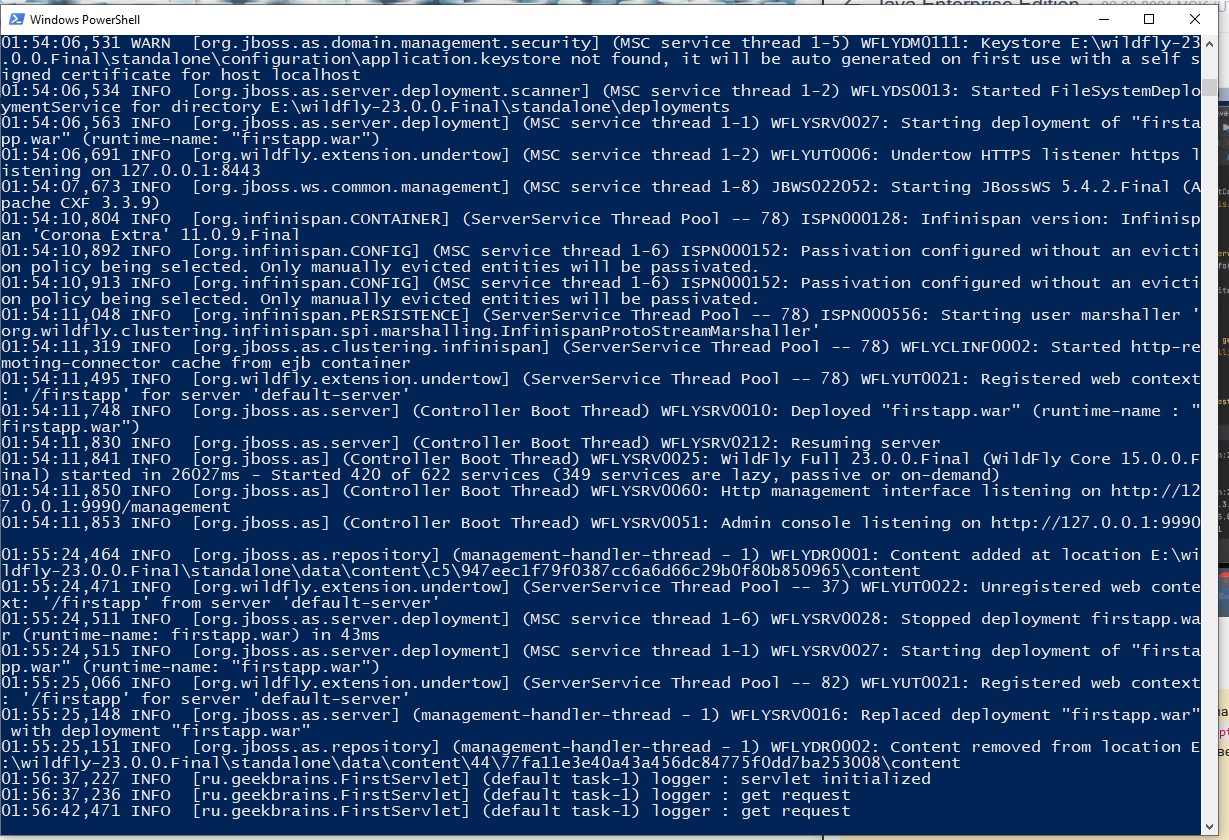 Java Enterprise Edition
Windows PowerShell
01:54:06,531 WARN  [org.jboss.as.domain.management.security] (MSC service thread 1-5) WFLYDM0111: Keystore E:\wildfly-23
.0.0.Final\standalone\configuration\application.keystore not found, it will be auto generated on first use with a self s
igned certificate for host localhost
01:54:06,534 INFO  [org.jboss.as.server.deployment.scanner] (MSC service thread 1-2) WFLYDS0013: Started FileSystemDeplo
ymentService for directory E:\wildfly-23.0.0.Final\standalone\deployments
01:54:06,563 INFO  [org.jboss.as.server.deployment] (MSC service thread 1-1) WFLYSRV0027: Starting deployment of "firsta
pp.war" (runtime-name: "firstapp.war")
01:54:06,691 INFO  [org.wildfly.extension.undertow] (MSC service thread 1-2) WFLYUT0006: Undertow HTTPS listener https l
istening on 127.0.0.1:8443
01:54:07,673 INFO  [org.jboss.ws.common.management] (MSC service thread 1-8) JBWS022052: Starting JBossWS 5.4.2.Final (A
pache CXF 3.3.9)
01:54:10,804 INFO  [org.infinispan.CONTAINER] (ServerService Thread Pool -- 78) ISPN000128: Infinispan version: Infinisp
an 'Corona Extra' 11.0.9.Final
01:54:10,892 INFO  [org.infinispan.CONFIG] (MSC service thread 1-6) ISPN000152: Passivation configured without an evicti
on policy being selected. Only manually evicted entities will be passivated.
01:54:10,913 INFO  [org.infinispan.CONFIG] (MSC service thread 1-6) ISPN000152: Passivation configured without an evicti
on policy being selected. Only manually evicted entities will be passivated.
01:54:11,048 INFO  [org.infinispan.PERSISTENCE] (ServerService Thread Pool -- 78) ISPN000556: Starting user marshaller '
org.wildfly.clustering.infinispan.spi.marshalling.InfinispanProtoStreamMarshaller'
01:54:11,319 INFO  [org.jboss.as.clustering.infinispan] (ServerService Thread Pool -- 78) WFLYCLINF0002: Started http-re
moting-connector cache from ejb container
01:54:11,495 INFO  [org.wildfly.extension.undertow] (ServerService Thread Pool -- 78) WFLYUT0021: Registered web context
: '/firstapp' for server 'default-server'
01:54:11,748 INFO  [org.jboss.as.server] (Controller Boot Thread) WFLYSRV0010: Deployed "firstapp.war" (runtime-name : "
firstapp.war")
01:54:11,830 INFO  [org.jboss.as.server] (Controller Boot Thread) WFLYSRV0212: Resuming server
01:54:11,841 INFO  [org.jboss.as] (Controller Boot Thread) WFLYSRV0025: WildFly Full 23.0.0.Final (WildFly Core 15.0.0.F
inal) started in 26027ms - Started 420 of 622 services (349 services are lazy, passive or on-demand)
01:54:11,850 INFO  [org.jboss.as] (Controller Boot Thread) WFLYSRV0060: Http management interface listening on http://12
7.0.0.1:9990/management
01:54:11,853 INFO  [org.jboss.as] (Controller Boot Thread) WFLYSRV0051: Admin console listening on http://127.0.0.1:9990
01:55:24,464 INFO  [org.jboss.as.repository] (management-handler-thread - 1) WFLYDR0001: Content added at location E:\wi
ldfly-23.0.0.Final\standalone\data\content\c5\947eec1f79f0387cc6a6d66c29b0f80b850965\content
01:55:24,471 INFO  [org.wildfly.extension.undertow] (ServerService Thread Pool -- 37) WFLYUT0022: Unregistered web conte
xt: '/firstapp' from server 'default-server'
01:55:24,511 INFO  [org.jboss.as.server.deployment] (MSC service thread 1-6) WFLYSRV0028: Stopped deployment firstapp.wa
r (runtime-name: firstapp.war) in 43ms
01:55:24,515 INFO  [org.jboss.as.server.deployment] (MSC service thread 1-1) WFLYSRV0027: Starting deployment of "firsta
pp.war" (runtime-name: "firstapp.war")
01:55:25,066 INFO  [org.wildfly.extension.undertow] (ServerService Thread Pool -- 82) WFLYUT0021: Registered web context
: '/firstapp' for server 'default-server'
01:55:25,148 INFO  [org.jboss.as.server] (management-handler-thread - 1) WFLYSRV0016: Replaced deployment "firstapp.war"
 with deployment "firstapp.war"
01:55:25,151 INFO  [org.jboss.as.repository] (management-handler-thread - 1) WFLYDR0002: Content removed from location E
:\wildfly-23.0.0.Final\standalone\data\content\44\77fa11e3e40a43a456dc84775f0dd7ba253008\content
01:56:37,227 INFO  [ru.geekbrains.FirstServlet] (default task-1) logger : servlet initialized
01:56:37,236 INFO  [ru.geekbrains.FirstServlet] (default task-1) logger : get request
01:56:42,471 INFO  [ru.geekbrains.FirstServlet] (default task-1) logger : get request